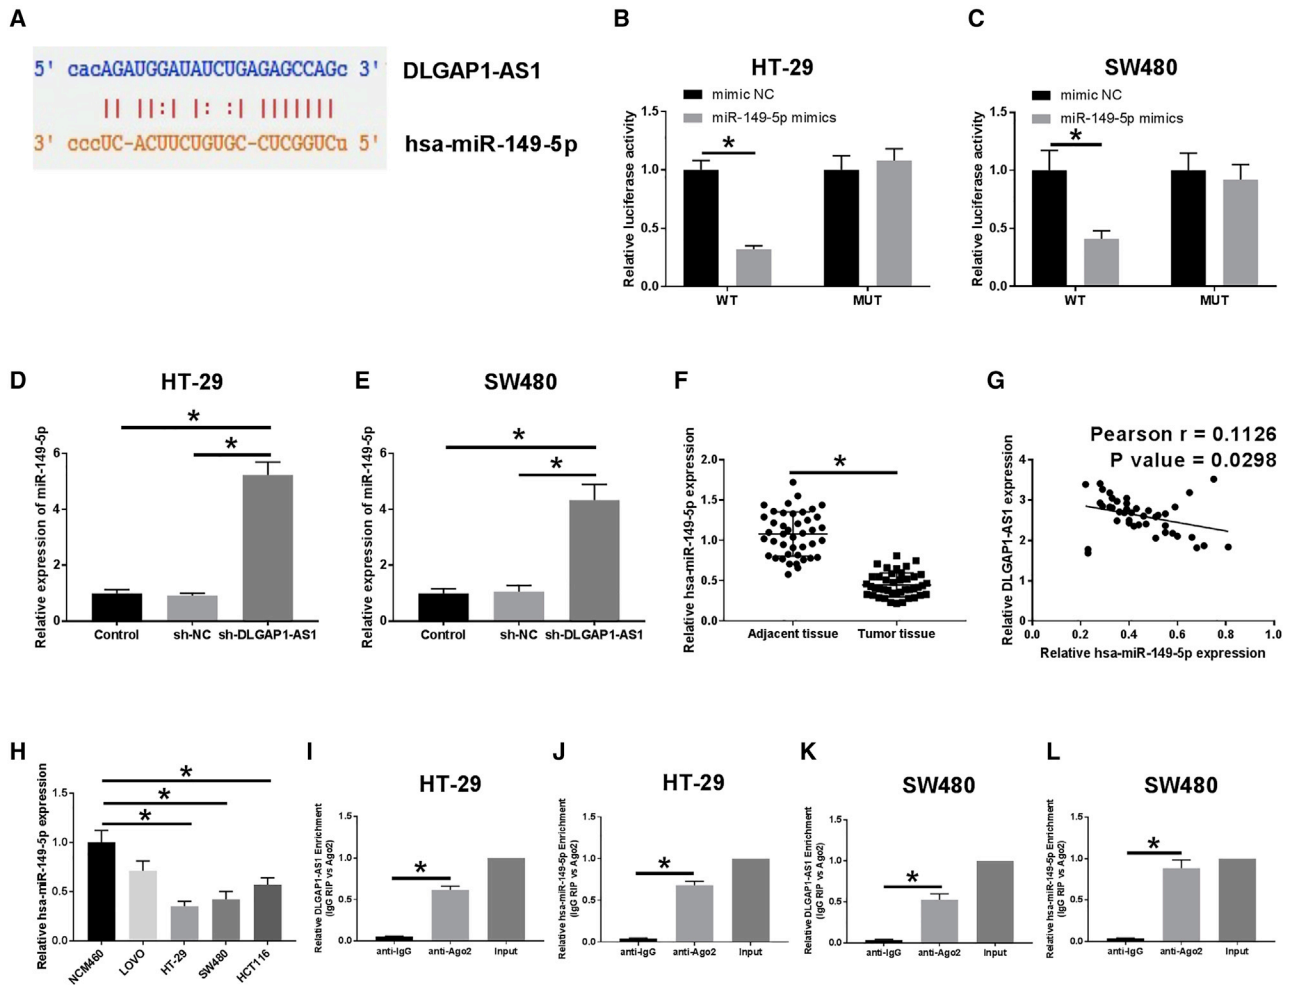 A
5' cacAGAUGGAUAUCUGAGAGCCAGc 3'
DLGAP1-AS1
3' cccUC-ACUUCUGUGC-CUCGGUCu 5'
hsa-miR-149-5p
B
HT-29
mimic NC
miR-149-5p mimics
*
Relative luciferase activity
1.5
1.0
0.5
0.0
WT
MUT
C
SW480
mimic NC
miR-149-5p mimics
*
Relative luciferase activity
1.5
1.0
0.5
0.0
WT
MUT
D
HT-29
*
*
Relative expression of miR-149-5p
6
4
2
0
Control
sh-NC
sh-DLGAP1-AS1
E
SW480
*
*
Relative expression of miR-149-5p
6
4
2
0
Control
sh-NC
sh-DLGAP1-AS1
F
*
Relative hsa-miR-149-5p expression
2.0
1.5
1.0
0.5
0.0
Adjacent tissue
Tumor tissue
G
Pearson r = 0.1126
P value = 0.0298
Relative DLGAP1-AS1 expression
4
3
2
1
0
0.0
0.2
0.4
0.6
0.8
1.0
Relative hsa-miR-149-5p expression
H
*
*
*
Relative hsa-miR-149-5p expression
1.5
1.0
0.5
0.0
NCM460
LOVO
HT-29
SW480
HCT116
I
HT-29
*
Relative DLGAP1-AS1 Enrichment
(IgG RIP vs Ago2)
1.5
1.0
0.5
0.0
anti-IgG
anti-Ago2
Input
J
HT-29
*
Relative hsa-miR-149-5p Enrichment
(IgG RIP vs Ago2)
1.5
1.0
0.5
0.0
anti-IgG
anti-Ago2
Input
K
SW480
*
Relative DLGAP1-AS1 Enrichment
(IgG RIP vs Ago2)
1.5
1.0
0.5
0.0
anti-IgG
anti-Ago2
Input
L
SW480
*
Relative hsa-miR-149-5p Enrichment
(IgG RIP vs Ago2)
1.5
1.0
0.5
0.0
anti-IgG
anti-Ago2
Input